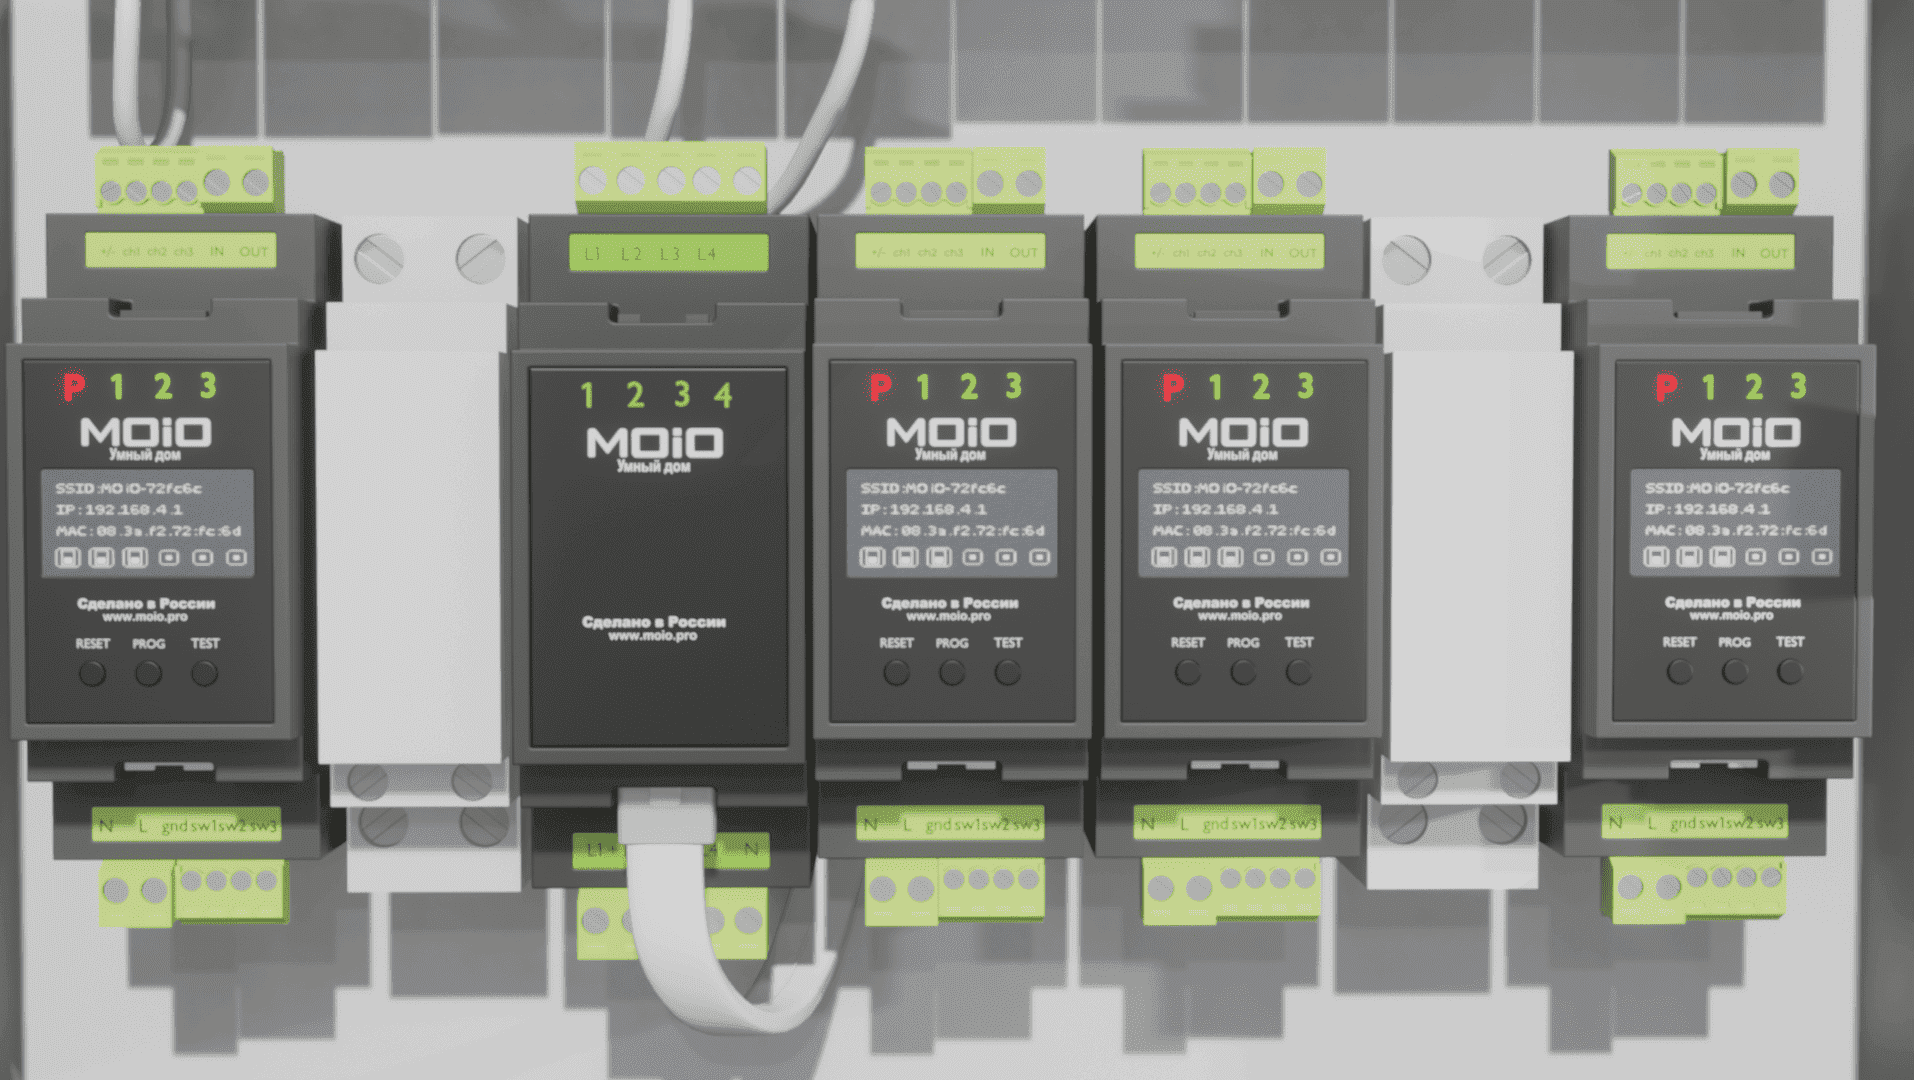 +/- ch1 ch2 ch3 IN OUT
P 1 2 3
MOiO
Умный дом
SSID:MOiO-72fc6c
IP:192.168.4.1
MAC:08.3a.f2.72:fc:6d
Сделано в России
www.moio.pro
RESET PROG TEST
N L gnd sw1 sw2 sw3
L1 L2 L3 L4
1 2 3 4
MOiO
Умный дом
Сделано в России
www.moio.pro
L1 N
+/- ch1 ch2 ch3 IN OUT
P 1 2 3
MOiO
Умный дом
SSID:MOiO-72fc6c
IP:192.168.4.1
MAC:08.3a.f2.72:fc:6d
Сделано в России
www.moio.pro
RESET PROG TEST
N L gnd sw1 sw2 sw3
+/- ch1 ch2 ch3 IN OUT
P 1 2 3
MOiO
Умный дом
SSID:MOiO-72fc6c
IP:192.168.4.1
MAC:08.3a.f2.72:fc:6d
Сделано в России
www.moio.pro
RESET PROG TEST
N L gnd sw1 sw2 sw3
+/- ch1 ch2 ch3 IN OUT
P 1 2 3
MOiO
Умный дом
SSID:MOiO-72fc6c
IP:192.168.4.1
MAC:08.3a.f2.72:fc:6d
Сделано в России
www.moio.pro
RESET PROG TEST
N L gnd sw1 sw2 sw3